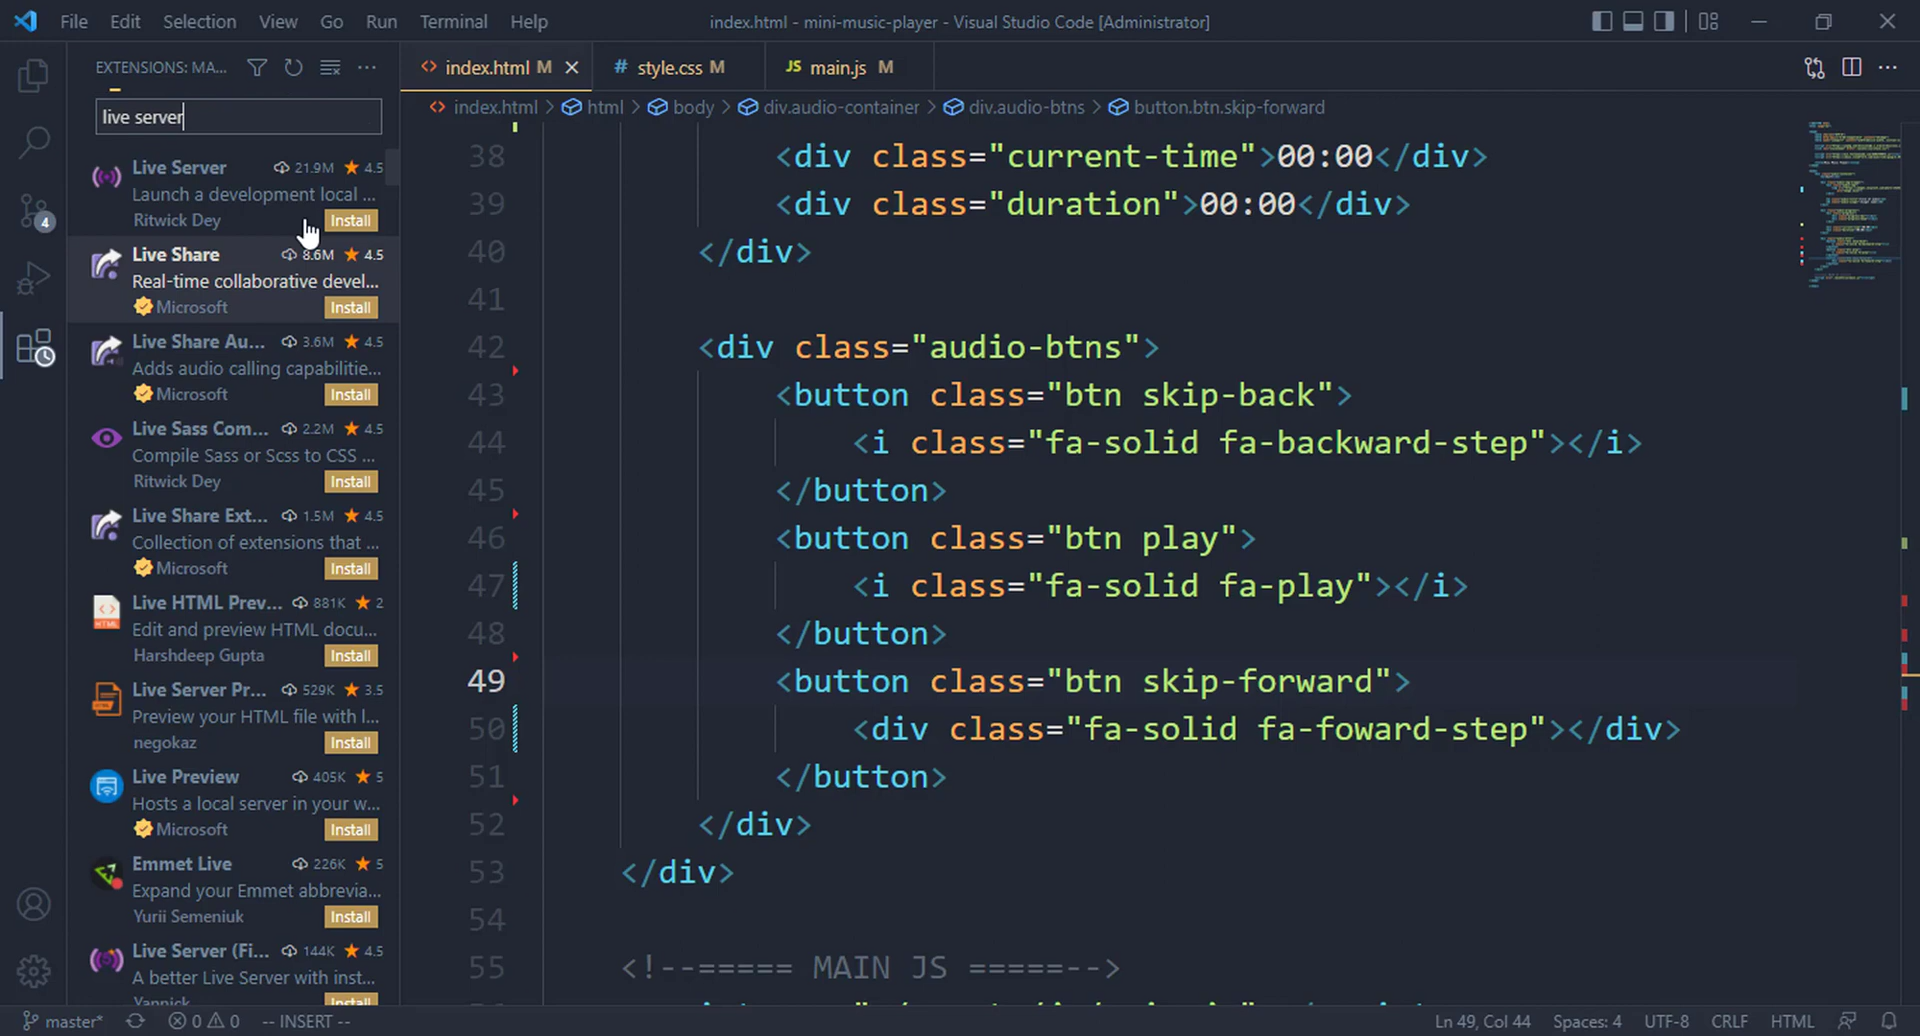 File Edit Selection View Go Run Terminal Help
index.html - mini-music-player - Visual Studio Code [Administrator]
EXTENSIONS: MA...
live server
Live Server 21.9M 4.5
Launch a development local ...
Ritwick Dey Install
Live Share 8.6M 4.5
Real-time collaborative devel...
Microsoft Install
Live Share Au... 3.6M 4.5
Adds audio calling capabilitie...
Microsoft Install
Live Sass Com... 2.2M 4.5
Compile Sass or Scss to CSS ...
Ritwick Dey Install
Live Share Ext... 1.5M 4.5
Collection of extensions that ...
Microsoft Install
Live HTML Prev... 881K 2
Edit and preview HTML docu...
Harshdeep Gupta Install
Live Server Pr... 529K 3.5
Preview your HTML file with l...
negokaz Install
Live Preview 405K 5
Hosts a local server in your w...
Microsoft Install
Emmet Live 226K 5
Expand your Emmet abbrevia...
Yurii Semeniuk Install
Live Server (Fi... 144K 4.5
A better Live Server with inst...
Yannick Install
4
index.html M
style.css M
JS main.js M
index.html > html > body > div.audio-container > div.audio-btns > button.btn.skip-forward
38 <div class="current-time">00:00</div>
39 <div class="duration">00:00</div>
40 </div>
41
42 <div class="audio-btns">
43 <button class="btn skip-back">
44 <i class="fa-solid fa-backward-step"></i>
45 </button>
46 <button class="btn play">
47 <i class="fa-solid fa-play"></i>
48 </button>
49 <button class="btn skip-forward">
50 <div class="fa-solid fa-foward-step"></div>
51 </button>
52 </div>
53 </div>
54
55 <!--===== MAIN JS =====-->
master* 0 0 -- INSERT --
Ln 49, Col 44 Spaces: 4 UTF-8 CRLF HTML